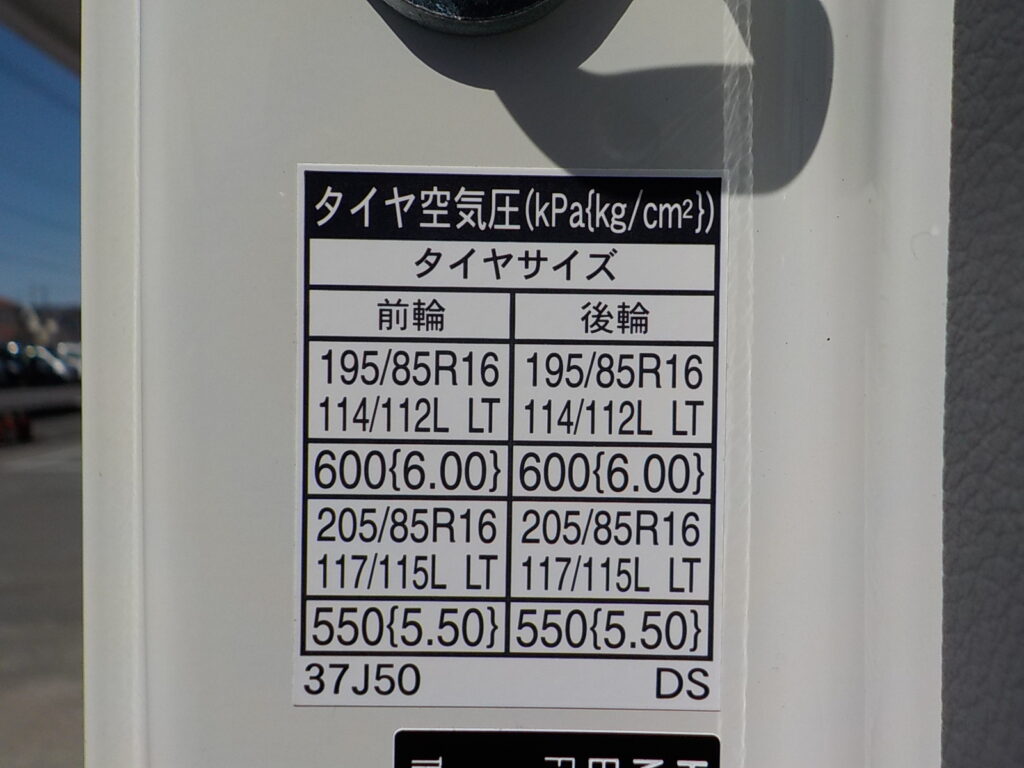 タイヤ空気圧(kPa{kg/cm²})
タイヤサイズ
前輪 後輪
195/85R16 195/85R16
114/112L LT 114/112L LT
600{6.00} 600{6.00}
205/85R16 205/85R16
117/115L LT 117/115L LT
550{5.50} 550{5.50}
37J50 DS